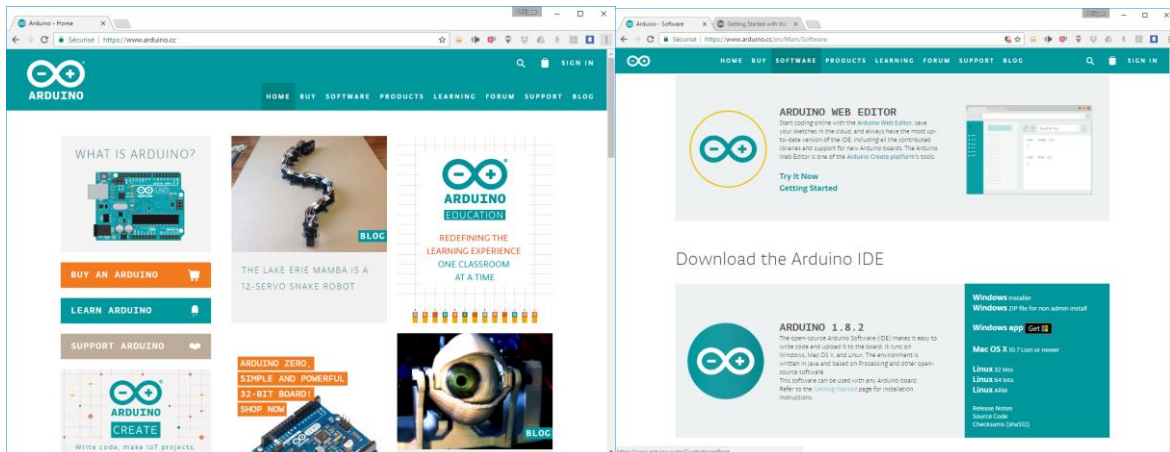 Arduino - Home
Sécurisé
https://www.arduino.cc
ARDUINO
SIGN IN
HOME BUY SOFTWARE PRODUCTS LEARNING FORUM SUPPORT BLOG
WHAT IS ARDUINO?
BUY AN ARDUINO
LEARN ARDUINO
SUPPORT ARDUINO
ARDUINO
CREATE
Write code, make IoT projects,
BLOG
THE LAKE ERIE MAMBA IS A
12-SERVO SNAKE ROBOT
ARDUINO ZERO,
SIMPLE AND POWERFUL
32-BIT BOARD!
SHOP NOW
ARDUINO
EDUCATION
REDEFINING THE
LEARNING EXPERIENCE
ONE CLASSROOM
AT A TIME
BLOG
Arduino - Software
Getting Started with the
Sécurisé
https://www.arduino.cc/en/Main/Software
HOME BUY SOFTWARE PRODUCTS LEARNING FORUM SUPPORT BLOG
SIGN IN
ARDUINO WEB EDITOR
Start coding online with the Arduino Web Editor, save
your sketches in the cloud, and always have the most up-
to-date version of the IDE, including all the contributed
libraries and support for new Arduino boards. The Arduino
Web Editor is one of the Arduino Create platform's tools.
Try It Now
Getting Started
Download the Arduino IDE
ARDUINO 1.8.2
The open-source Arduino Software (IDE) makes it easy to
write code and upload it to the board. It runs on
Windows, Mac OS X, and Linux. The environment is
written in Java and based on Processing and other open-
source software.
This software can be used with any Arduino board.
Refer to the Getting Started page for Installation
instructions.
Windows Installer
Windows ZIP file for non admin install
Windows app Get
Mac OS X 10.7 Lion or newer
Linux 32 bits
Linux 64 bits
Linux ARM
Release Notes
Source Code
Checksums (sha512)